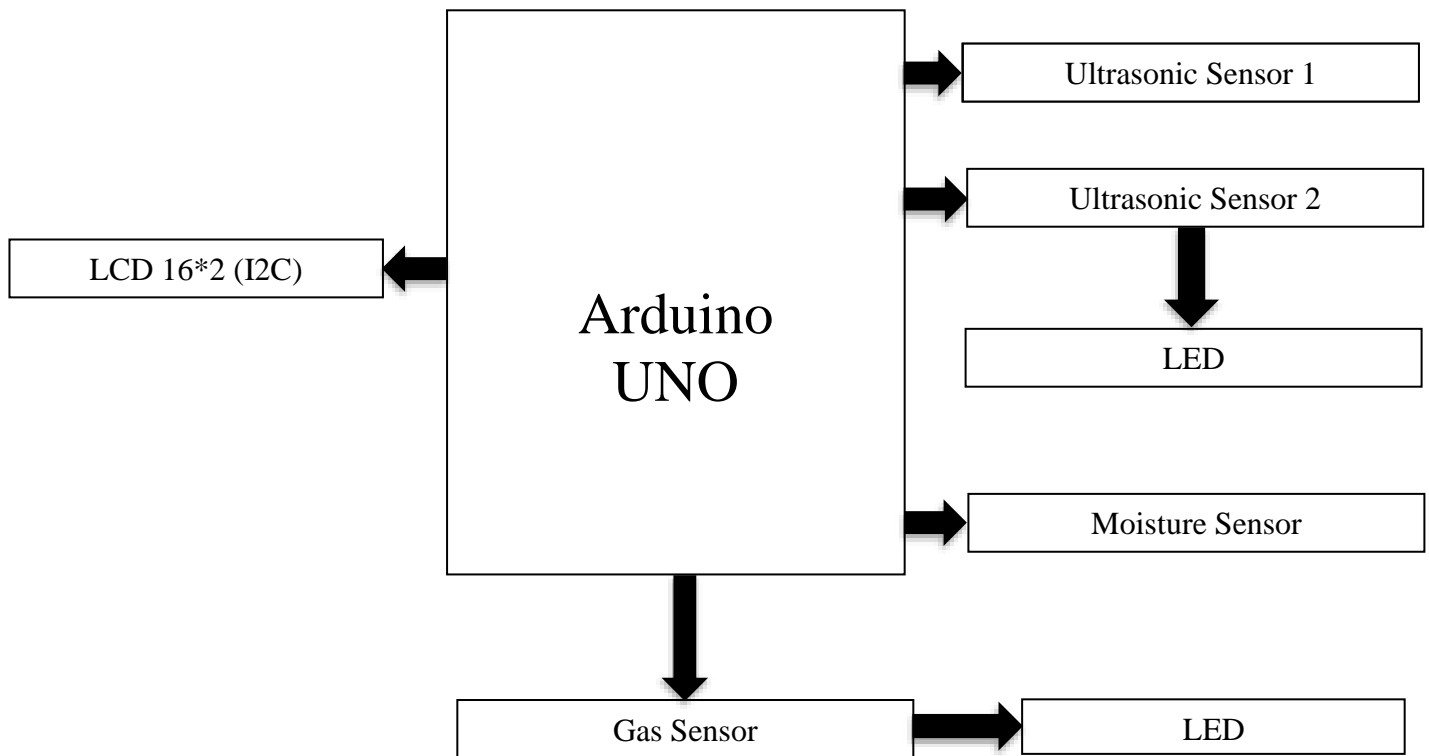 Ultrasonic Sensor 1
Ultrasonic Sensor 2
LCD 16*2 (I2C)
Arduino
UNO
LED
Moisture Sensor
Gas Sensor
LED